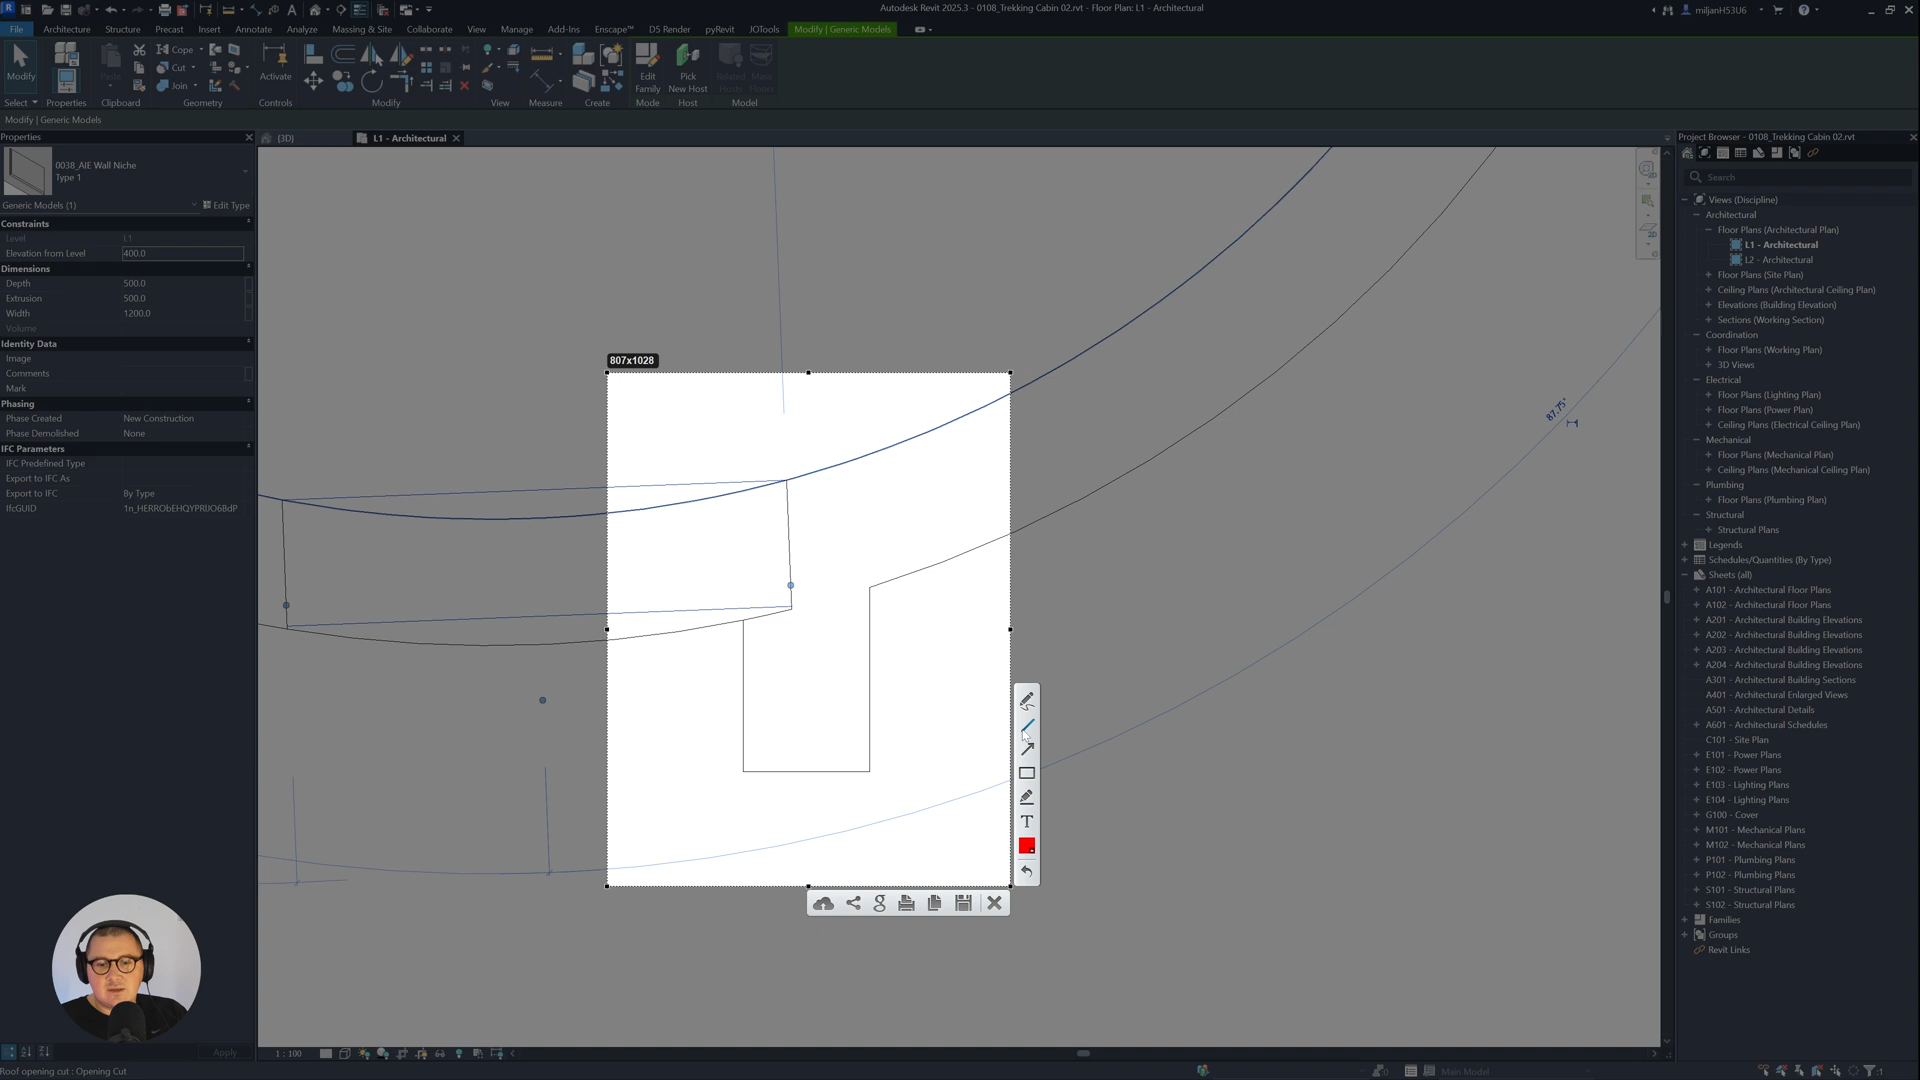 Autodesk Revit 2025.3 - 0108_Trekking Cabin 02.rvt - Floor Plan: L1 - Architectural
miljanH53U6
File
Architecture
Structure
Precast
Insert
Annotate
Analyze
Massing & Site
Collaborate
View
Manage
Add-Ins
Enscape™
D5 Render
pyRevit
JOTools
Modify | Generic Models
Modify
Paste
Cope
Cut
Join
Activate
Edit Family
Pick New Host
Related Hosts
Mass Floors
Select
Properties
Clipboard
Geometry
Controls
Modify
View
Measure
Create
Mode
Host
Model
Modify | Generic Models
Properties
{3D}
L1 - Architectural
0038_AIE Wall Niche
Type 1
Generic Models (1)
Edit Type
Constraints
Level L1
Elevation from Level 400.0
Dimensions
Depth 500.0
Extrusion 500.0
Width 1200.0
Volume
Identity Data
Image
Comments
Mark
Phasing
Phase Created New Construction
Phase Demolished None
IFC Parameters
IFC Predefined Type
Export to IFC As
Export to IFC By Type
Apply
Roof opening cut : Opening Cut
807x1028
87.75°
T
g
1 : 100
Main Model
:1
Project Browser - 0108_Trekking Cabin 02.rvt
Search
Views (Discipline)
Architectural
Floor Plans (Architectural Plan)
L1 - Architectural
L2 - Architectural
Floor Plans (Site Plan)
Ceiling Plans (Architectural Ceiling Plan)
Elevations (Building Elevation)
Sections (Working Section)
Coordination
Floor Plans (Working Plan)
3D Views
Electrical
Floor Plans (Lighting Plan)
Floor Plans (Power Plan)
Ceiling Plans (Electrical Ceiling Plan)
Mechanical
Floor Plans (Mechanical Plan)
Ceiling Plans (Mechanical Ceiling Plan)
Plumbing
Floor Plans (Plumbing Plan)
Structural
Structural Plans
Legends
Schedules/Quantities (By Type)
Sheets (all)
A101 - Architectural Floor Plans
A102 - Architectural Floor Plans
A201 - Architectural Building Elevations
A202 - Architectural Building Elevations
A203 - Architectural Building Elevations
A204 - Architectural Building Elevations
A301 - Architectural Building Sections
A401 - Architectural Enlarged Views
A501 - Architectural Details
A601 - Architectural Schedules
C101 - Site Plan
E101 - Power Plans
E102 - Power Plans
E103 - Lighting Plans
E104 - Lighting Plans
G100 - Cover
M101 - Mechanical Plans
M102 - Mechanical Plans
P101 - Plumbing Plans
P102 - Plumbing Plans
S101 - Structural Plans
S102 - Structural Plans
Families
Groups
Revit Links